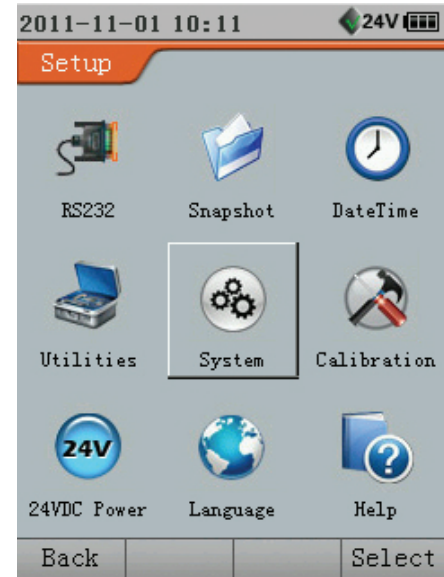 2011-11-01 10:11 24V
Setup
RS232 Snapshot DateTime
Utilities System Calibration
24V
24VDC Power Language Help
Back Select